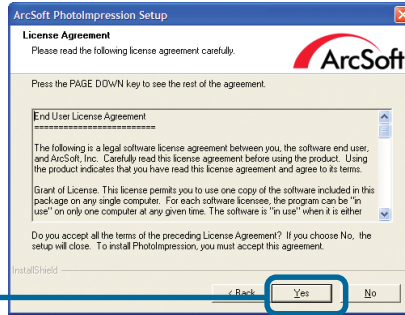 ArcSoft PhotoImpression Setup
License Agreement
Please read the following license agreement carefully.
ArcSoft
Press the PAGE DOWN key to see the rest of the agreement.
End User License Agreement
==========================
The following is a legal software license agreement between you, the software end user,
and ArcSoft, Inc.  Carefully read this license agreement before using the product.  Using
the product indicates that you have read this license agreement and agree to its terms.
Grant of License. This license permits you to use one copy of the software included in this
package on any single computer.  For each software licensee, the program can be "in
use" on only one computer at any given time. The software is "in use" when it is either
Do you accept all the terms of the preceding License Agreement?  If you choose No,  the
setup will close.  To install PhotoImpression, you must accept this agreement.
InstallShield
< Back
Yes
No